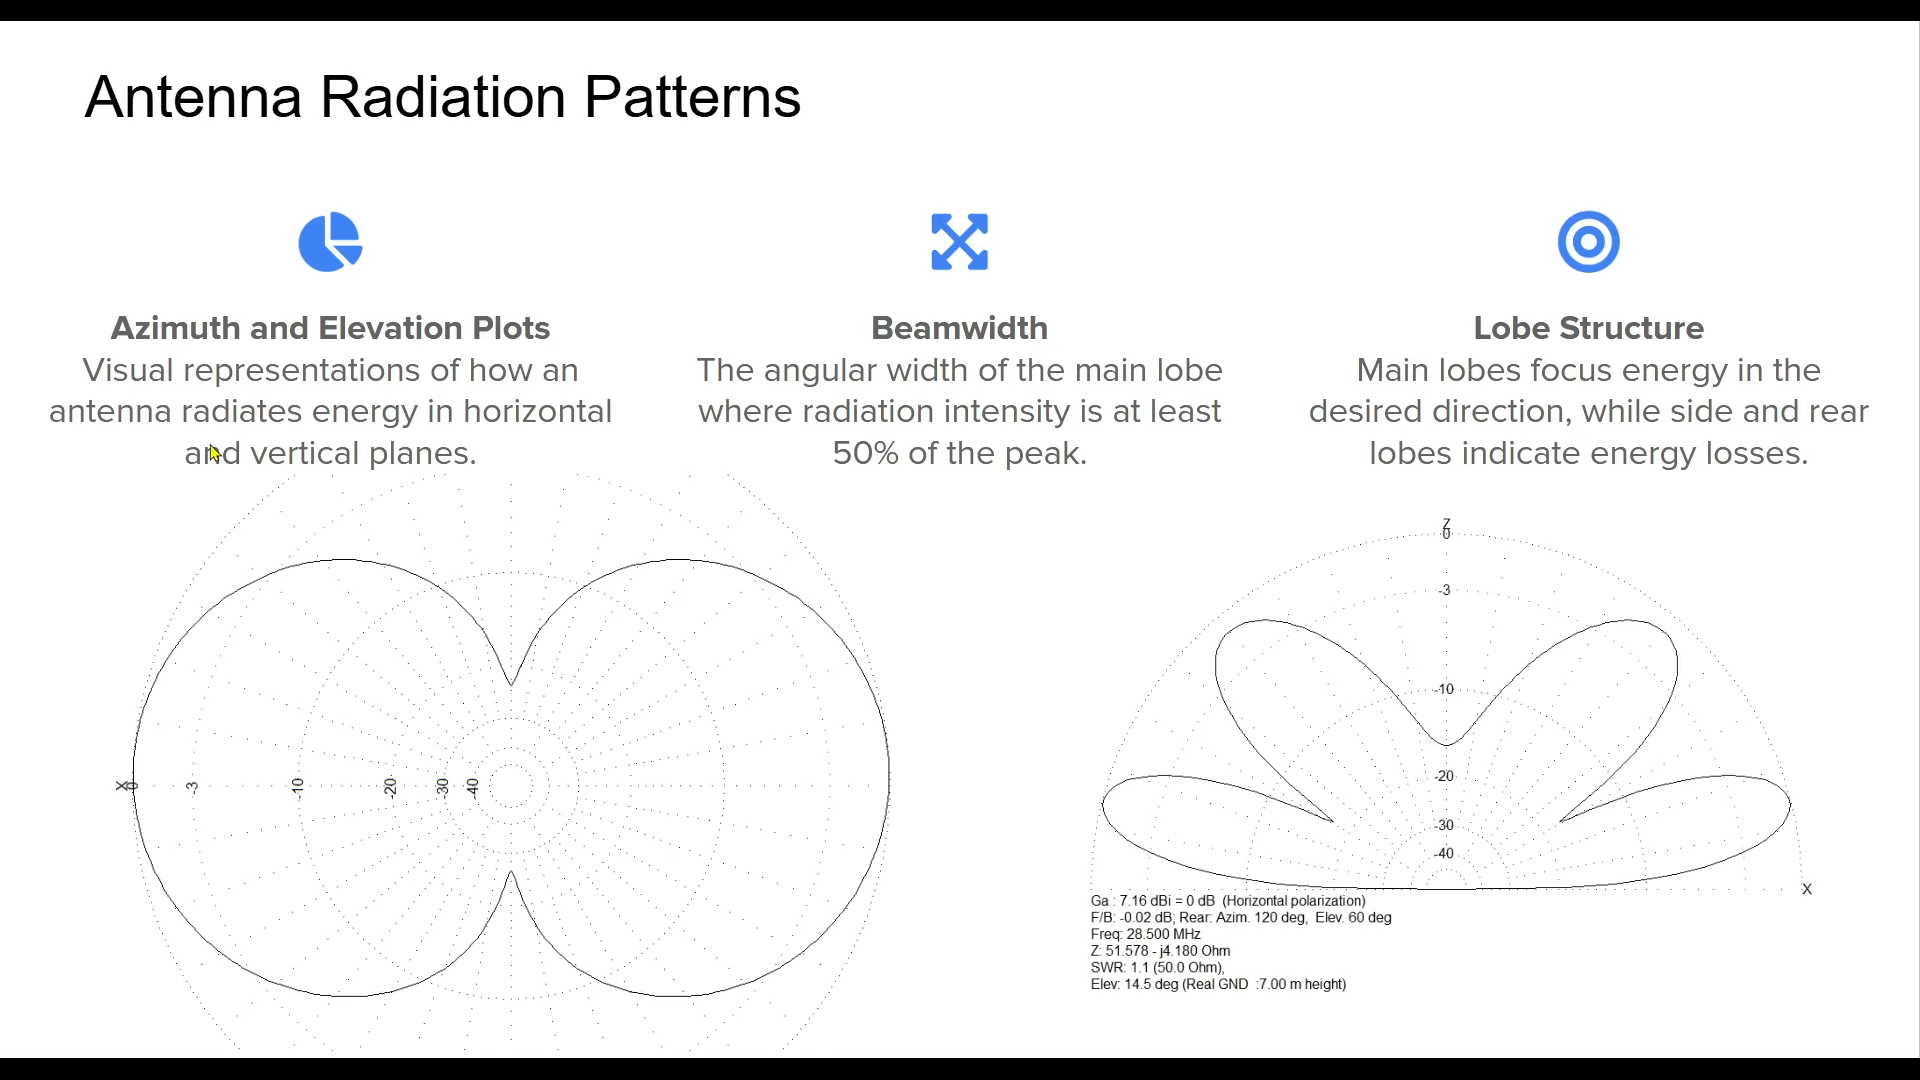 Antenna Radiation Patterns
Azimuth and Elevation Plots
Visual representations of how an
antenna radiates energy in horizontal
and vertical planes.
Beamwidth
The angular width of the main lobe
where radiation intensity is at least
50% of the peak.
Lobe Structure
Main lobes focus energy in the
desired direction, while side and rear
lobes indicate energy losses.
X
0
-3
-10
-20
-30
-40
Z
0
-3
-10
-20
-30
-40
X
Ga : 7.16 dBi = 0 dB (Horizontal polarization)
F/B: -0.02 dB; Rear: Azim. 120 deg, Elev. 60 deg
Freq: 28.500 MHz
Z: 51.578 - j4.180 Ohm
SWR: 1.1 (50.0 Ohm),
Elev: 14.5 deg (Real GND :7.00 m height)